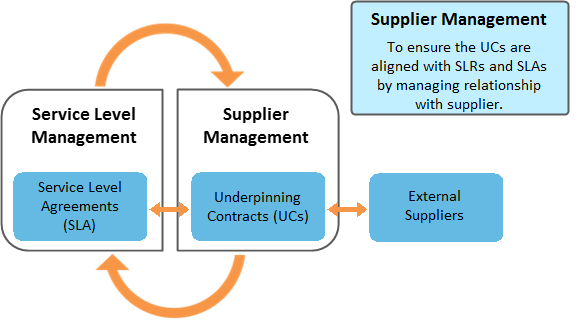 Supplier Management
To ensure the UCs are
aligned with SLRs and SLAs
by managing relationship
with supplier.
Service Level
Management
Supplier
Management
Service Level
Agreements
(SLA)
Underpinning
Contracts (UCs)
External
Suppliers